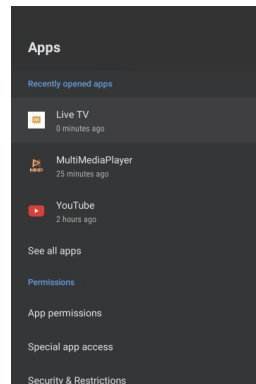 Apps
Recently opened apps
Live TV
0 minutes ago
MultiMediaPlayer
25 minutes ago
MMP
YouTube
2 hours ago
See all apps
Permissions
App permissions
Special app access
Security & Restrictions